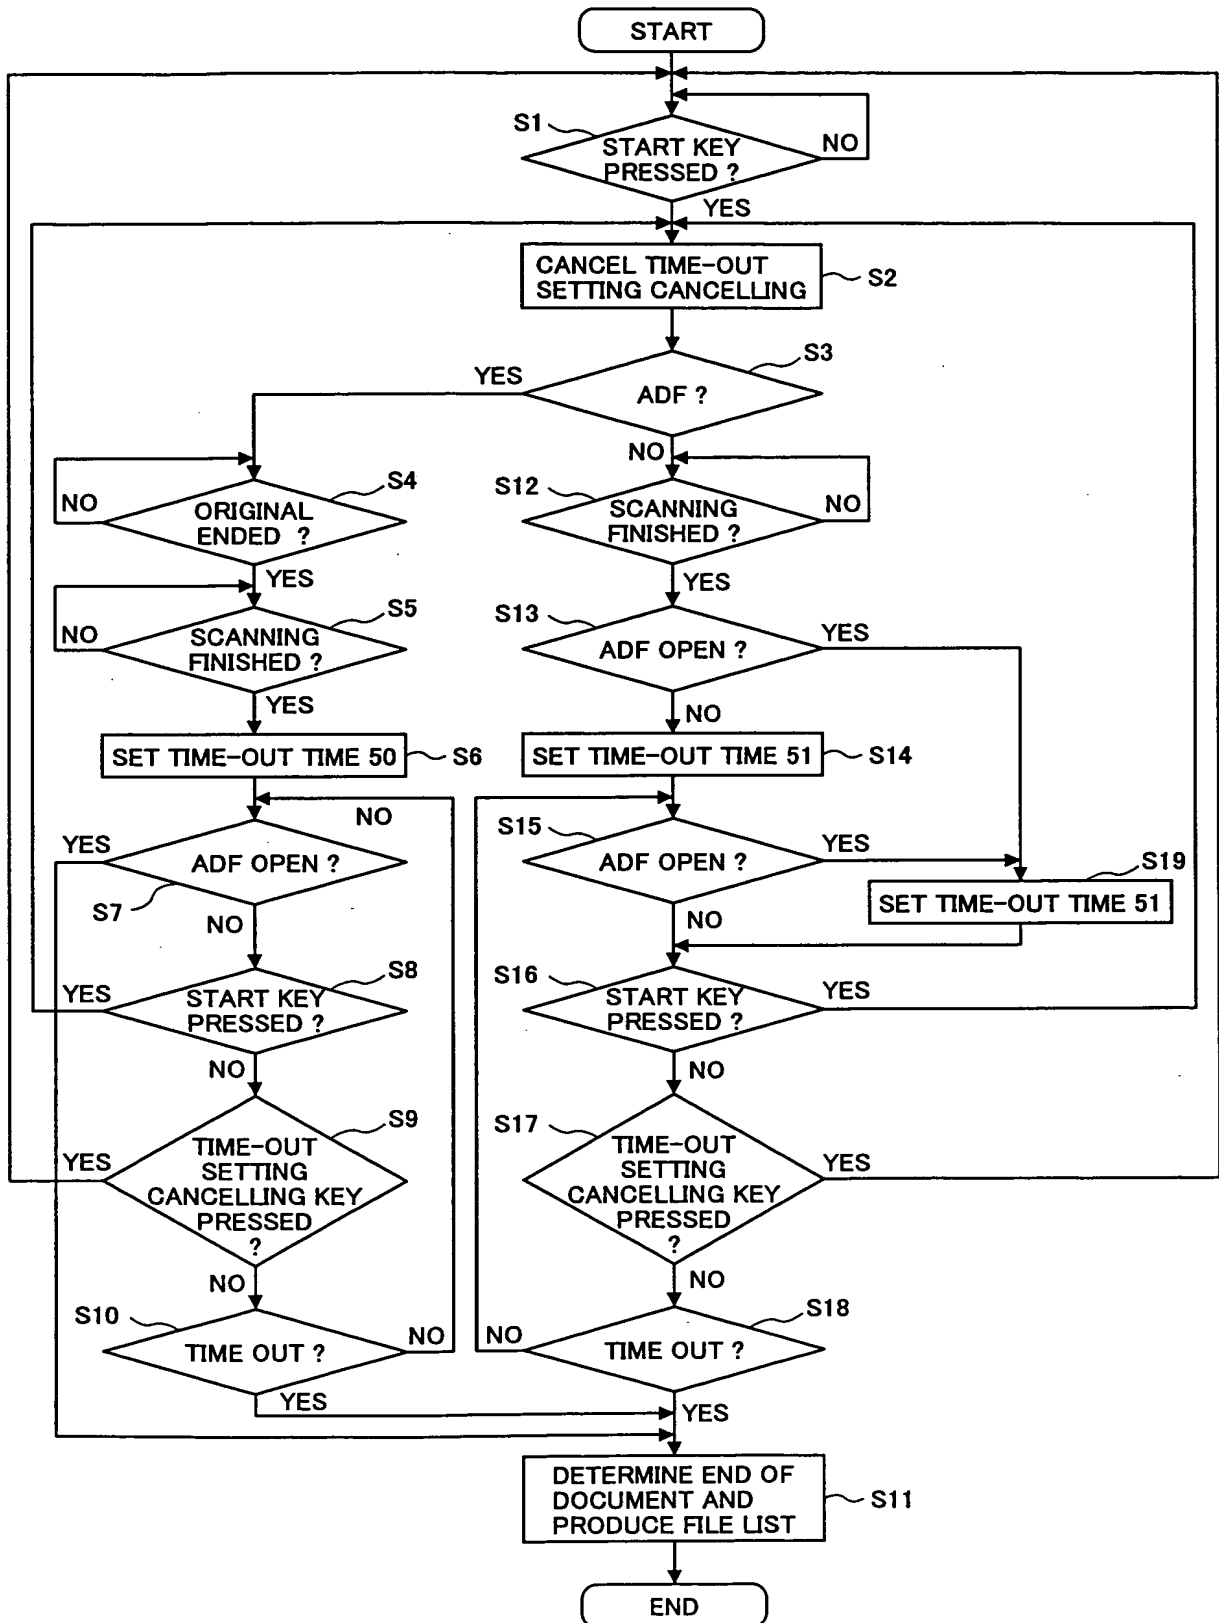 START
S1
START KEY
PRESSED ?
NO
YES
CANCEL TIME-OUT
SETTING CANCELLING
S2
S3
YES
ADF ?
NO
S4
NO
ORIGINAL
ENDED ?
YES
S12
SCANNING
FINISHED ?
NO
YES
S5
NO
SCANNING
FINISHED ?
YES
S13
ADF OPEN ?
YES
NO
SET TIME-OUT TIME 50
S6
SET TIME-OUT TIME 51
S14
NO
YES
ADF OPEN ?
S7
NO
S15
ADF OPEN ?
YES
NO
S19
SET TIME-OUT TIME 51
S8
YES
START KEY
PRESSED ?
NO
S16
START KEY
PRESSED ?
YES
NO
S9
YES
TIME-OUT
SETTING
CANCELLING KEY
PRESSED
?
NO
S17
TIME-OUT
SETTING
CANCELLING KEY
PRESSED
?
YES
NO
S10
TIME OUT ?
NO
YES
S18
NO
TIME OUT ?
YES
DETERMINE END OF
DOCUMENT AND
PRODUCE FILE LIST
S11
END